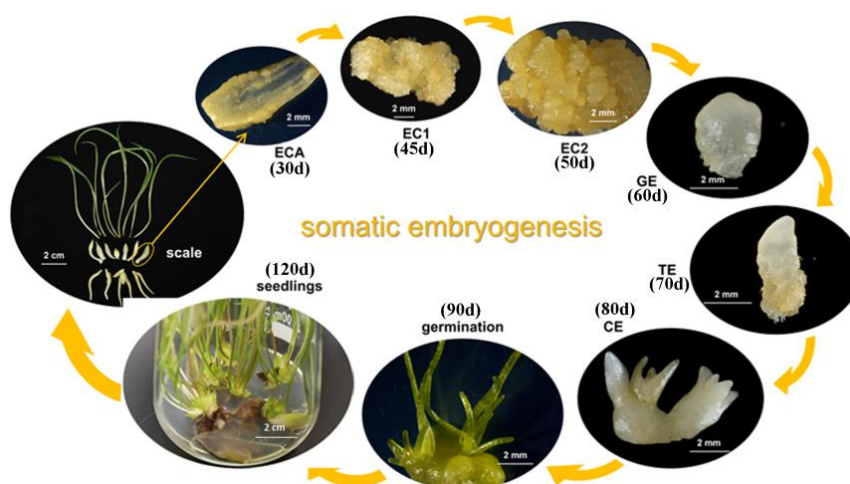 2 mm
ECA
(30d)
2 mm
EC1
(45d)
2 mm
EC2
(50d)
2 mm
GE
(60d)
2 cm
scale
somatic embryogenesis
2 mm
TE
(70d)
(120d)
seedlings
2 cm
(90d)
germination
2 mm
(80d)
CE
2 mm